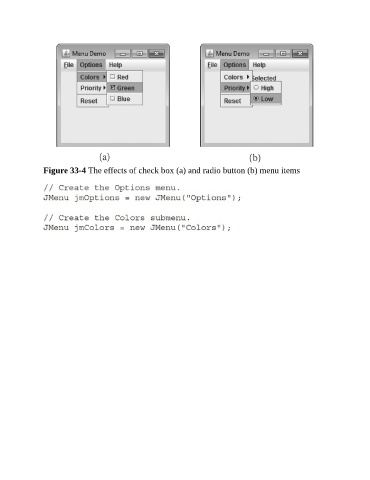 Menu Demo
File Options Help
Colors Red
Priority Green
Reset Blue
(a)
Menu Demo
File Options Help
Colors Selected
Priority High
Reset Low
(b)
Figure 33-4 The effects of check box (a) and radio button (b) menu items
// Create the Options menu.
JMenu jmOptions = new JMenu("Options");
// Create the Colors submenu.
JMenu jmColors = new JMenu("Colors");